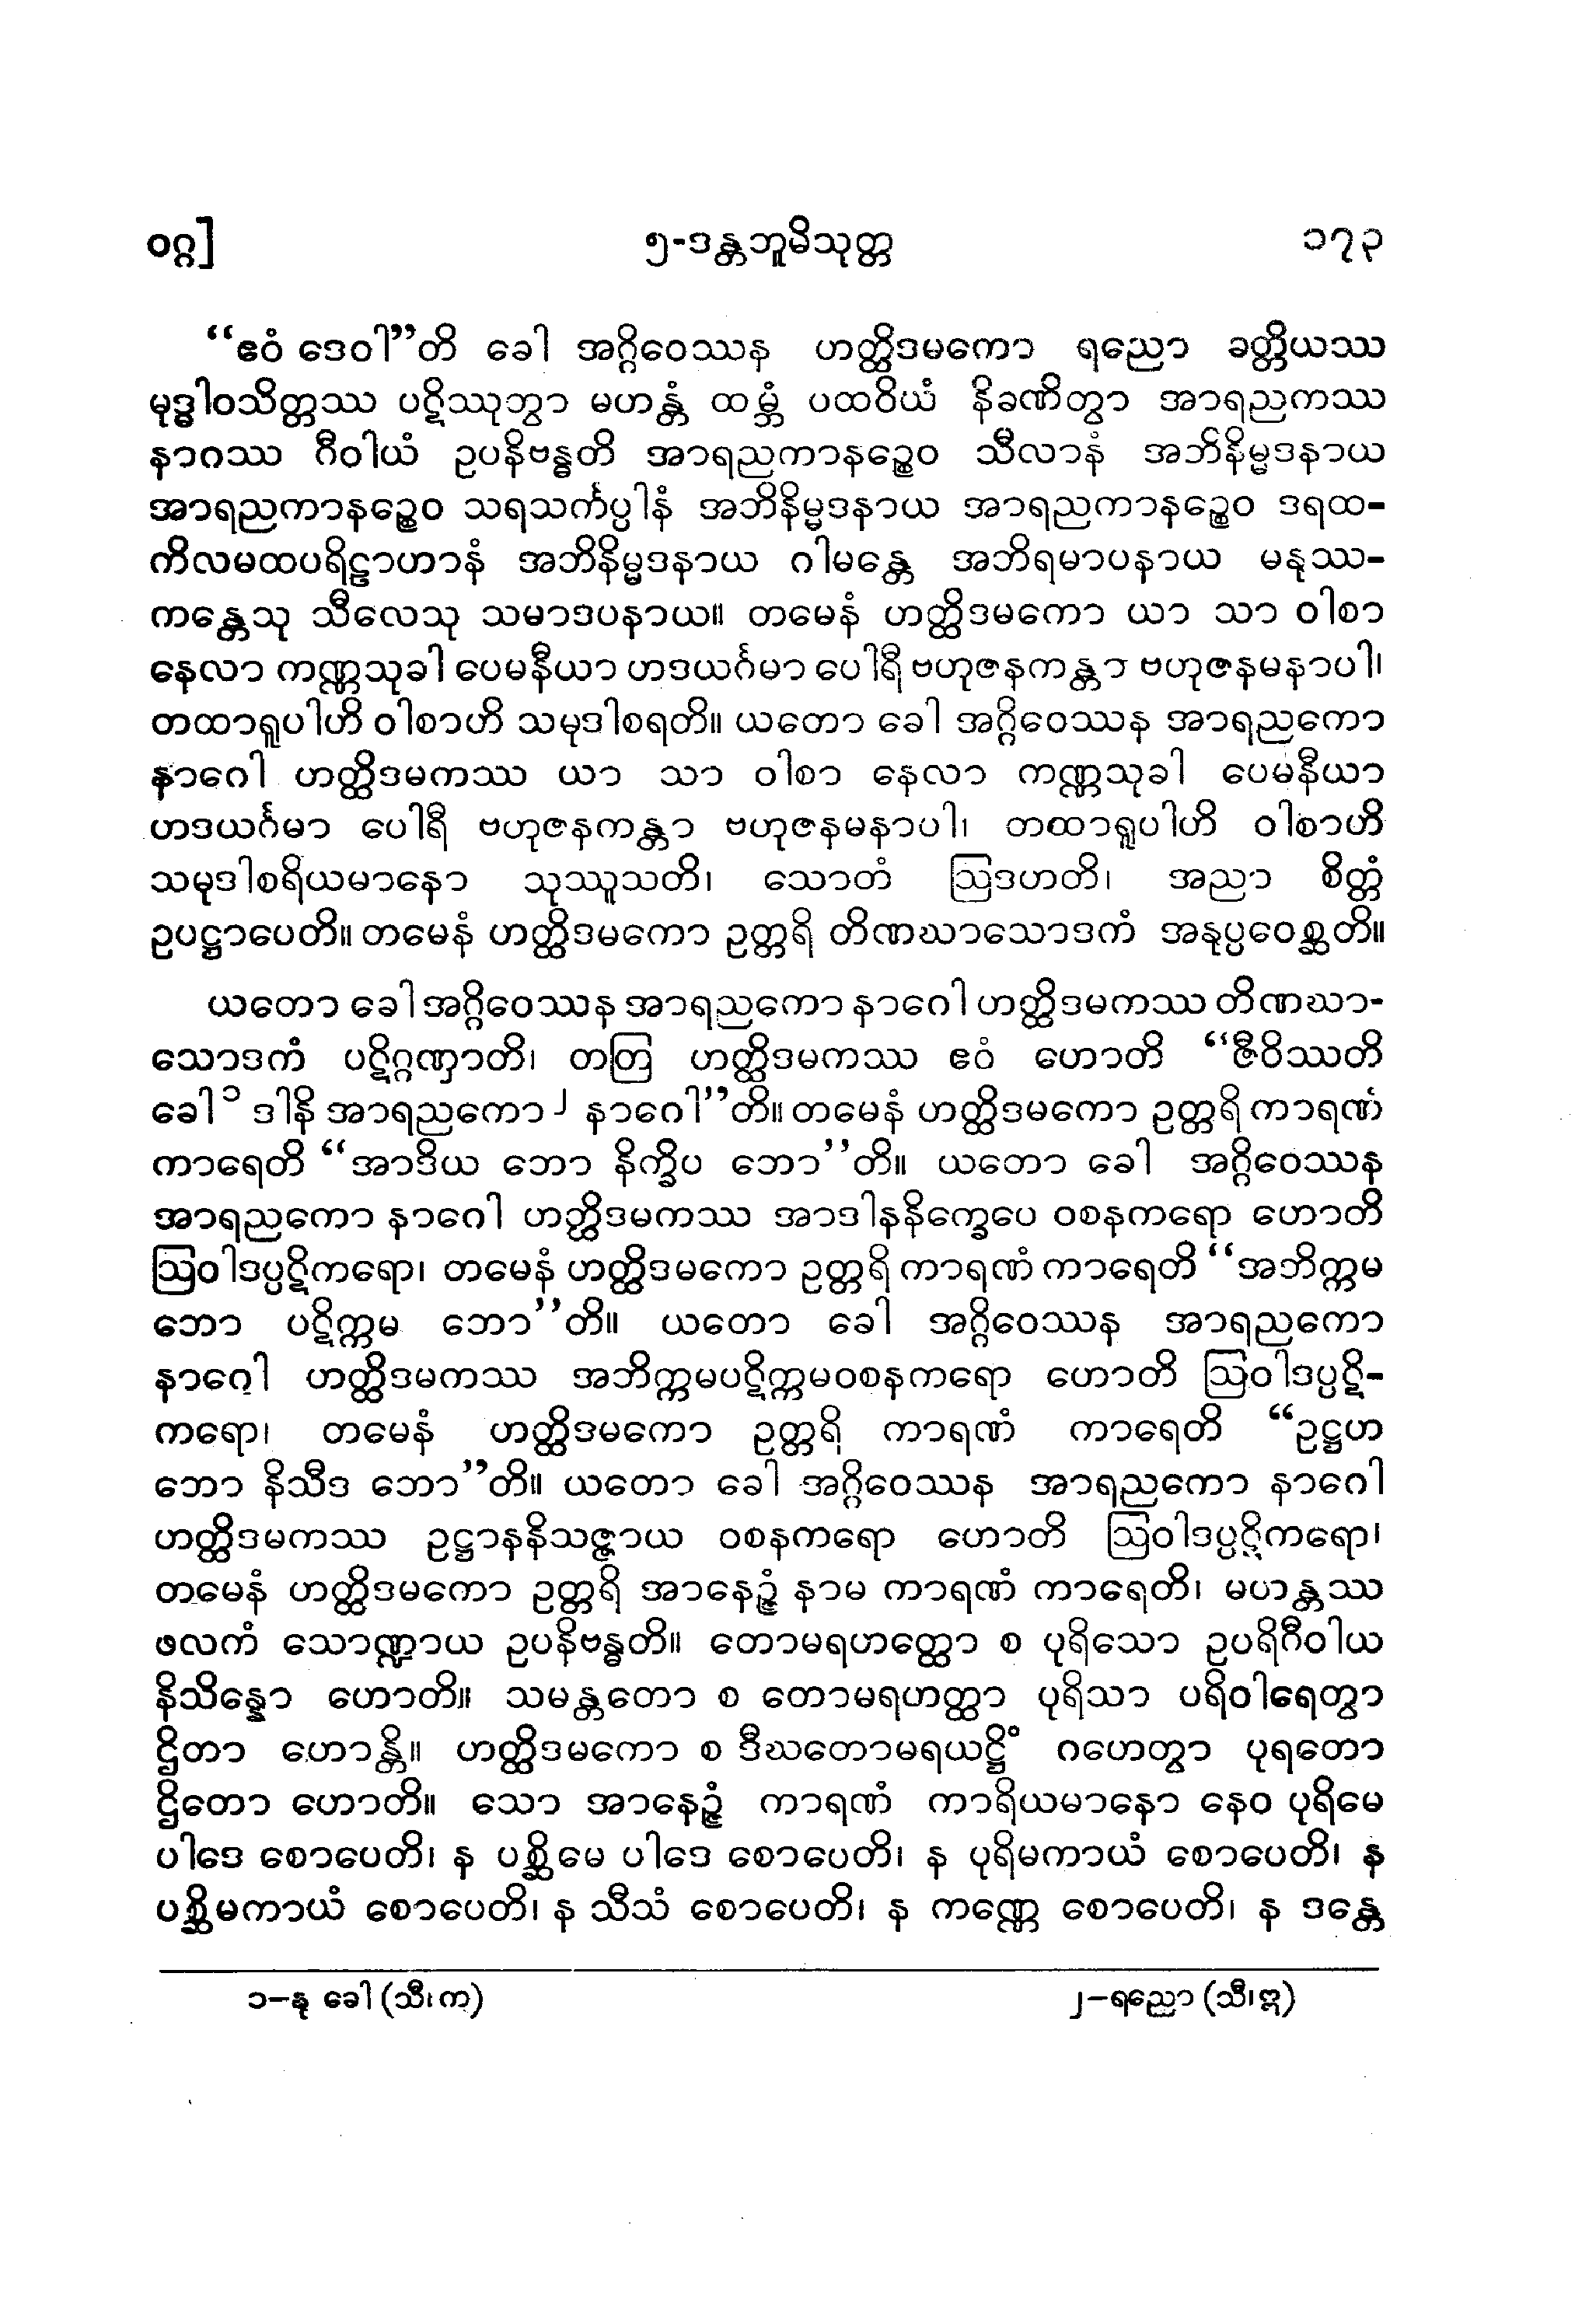 ဝဂ္ဂ] ၅-ဒန္တဘူမိသုတ္တ ၁၇၃
“ဧဝံ ဒေဝါ”တိ ခေါ အဂ္ဂိဝေဿန ဟတ္ထိဒမကော ရညော ခတ္တိယဿ
မုဒ္ဓါဝသိတ္တဿ ပဋိဿုဘွာ မဟန္တံ ထမ္ဘံ ပထဝိယံ နိခဏိတွာ အာရညကဿ
နာဂဿ ဂီဝါယံ ဥပနိဗန္ဓတိ အာရညကာနဉ္စေဝ သီလာနံ အဘိနိမ္မဒနာယ
အာရညကာနဉ္စေဝ သရသင်္ကပ္ပါနံ အဘိနိမ္မဒနာယ အာရညကာနဉ္စေဝ ဒရထ-
ကိလမထပရိဠာဟာနံ အဘိနိမ္မဒနာယ ဂါမန္တေ အဘိရမာပနာယ မနုဿ-
ကန္တေသု သီလေသု သမာဒပနာယ။ တမေနံ ဟတ္ထိဒမကော ယာ သာ ဝါစာ
နေလာ ကဏ္ဏသုခါ ပေမနီယာ ဟဒယင်္ဂမာ ပေါရီ ဗဟုဇနကန္တာ ဗဟုဇနမနာပါ၊
တထာရူပါဟိ ဝါစာဟိ သမုဒါစရတိ။ ယတော ခေါ အဂ္ဂိဝေဿန အာရညကော
နာဂေါ ဟတ္ထိဒမကဿ ယာ သာ ဝါစာ နေလာ ကဏ္ဏသုခါ ပေမနီယာ
ဟဒယင်္ဂမာ ပေါရီ ဗဟုဇနကန္တာ ဗဟုဇနမနာပါ၊ တထာရူပါဟိ ဝါစာဟိ
သမုဒါစရိယမာနော သုဿူသတိ၊ သောတံ ဩဒဟတိ၊ အညာ စိတ္တံ
ဥပဋ္ဌာပေတိ။ တမေနံ ဟတ္ထိဒမကော ဥတ္တရိ တိဏဃာသောဒကံ အနုပ္ပဝေစ္ဆတိ။
ယတော ခေါ အဂ္ဂိဝေဿန အာရညကော နာဂေါ ဟတ္ထိဒမကဿ တိဏဃာ-
သောဒကံ ပဋိဂ္ဂဏှာတိ၊ တတြ ဟတ္ထိဒမကဿ ဧဝံ ဟောတိ “ဇီဝိဿတိ
ခေါ ၁ ဒါနိ အာရညကော ၂ နာဂေါ”တိ။ တမေနံ ဟတ္ထိဒမကော ဥတ္တရိ ကာရဏံ
ကာရေတိ “အာဒိယ ဘော နိက္ခိပ ဘော”တိ။ ယတော ခေါ အဂ္ဂိဝေဿန
အာရညကော နာဂေါ ဟတ္ထိဒမကဿ အာဒါနနိက္ခေပေ ဝစနကရော ဟောတိ
ဩဝါဒပ္ပဋိကရော၊ တမေနံ ဟတ္ထိဒမကော ဥတ္တရိ ကာရဏံ ကာရေတိ “အဘိက္ကမ
ဘော ပဋိက္ကမ ဘော”တိ။ ယတော ခေါ အဂ္ဂိဝေဿန အာရညကော
နာဂေါ ဟတ္ထိဒမကဿ အဘိက္ကမပဋိက္ကမဝစနကရော ဟောတိ ဩဝါဒပ္ပဋိ-
ကရော၊ တမေနံ ဟတ္ထိဒမကော ဥတ္တရိ ကာရဏံ ကာရေတိ “ဥဋ္ဌဟ
ဘော နိသီဒ ဘော”တိ။ ယတော ခေါ အဂ္ဂိဝေဿန အာရညကော နာဂေါ
ဟတ္ထိဒမကဿ ဥဋ္ဌာနနိသဇ္ဇာယ ဝစနကရော ဟောတိ ဩဝါဒပ္ပဋိကရော၊
တမေနံ ဟတ္ထိဒမကော ဥတ္တရိ အာနေဉ္ဇံ နာမ ကာရဏံ ကာရေတိ၊ မဟန္တဿ
ဖလကံ သောဏ္ဍာယ ဥပနိဗန္ဓတိ။ တောမရဟတ္ထော စ ပုရိသော ဥပရိဂီဝါယ
နိသိန္နော ဟောတိ။ သမန္တတော စ တောမရဟတ္ထာ ပုရိသာ ပရိဝါရေတွာ
ဌိတာ ဟောန္တိ။ ဟတ္ထိဒမကော စ ဒီဃတောမရယဋ္ဌိံ ဂဟေတွာ ပုရတော
ဌိတော ဟောတိ။ သော အာနေဉ္ဇံ ကာရဏံ ကာရိယမာနော နေဝ ပုရိမေ
ပါဒေ စောပေတိ၊ န ပစ္ဆိမေ ပါဒေ စောပေတိ၊ န ပုရိမကာယံ စောပေတိ၊ န
ပစ္ဆိမကာယံ စောပေတိ၊ န သီသံ စောပေတိ၊ န ကဏ္ဏေ စောပေတိ၊ န ဒန္တေ
၁-နု ခေါ (သီ၊ က) ၂-ရညော (သီ၊ ဣ)